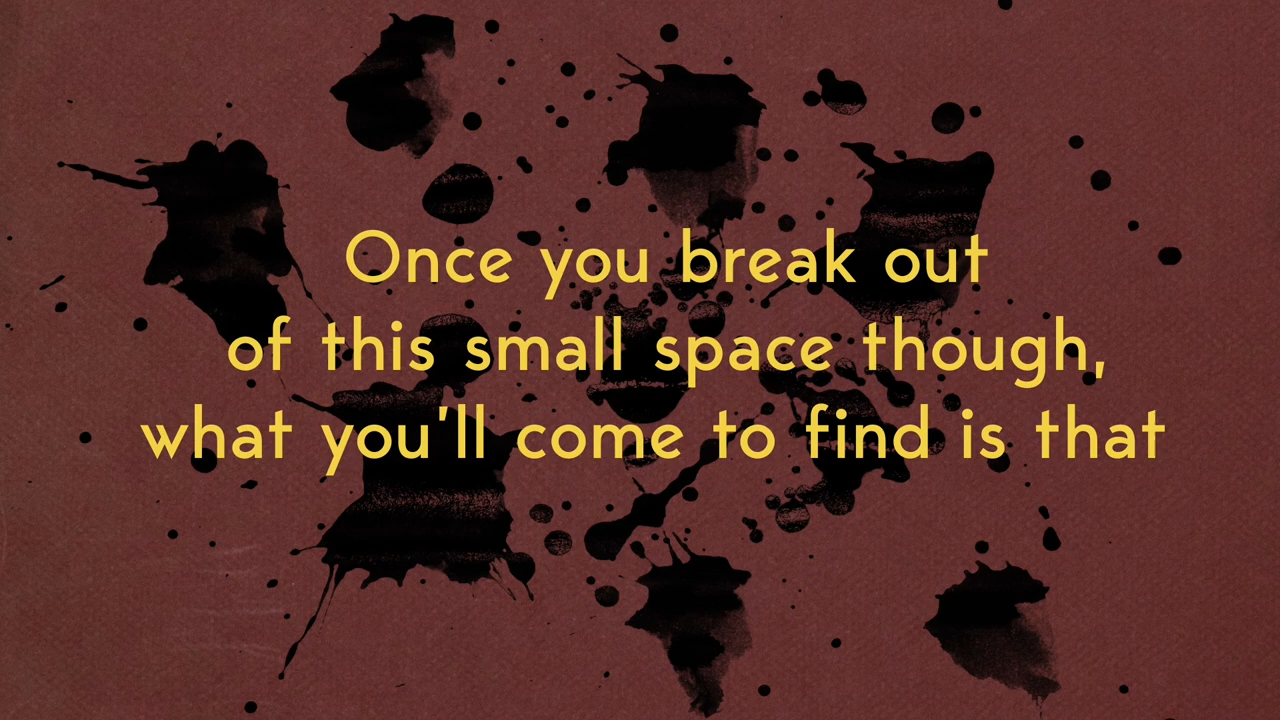 Once you break out
of this small space though,
what you'll come to find is that